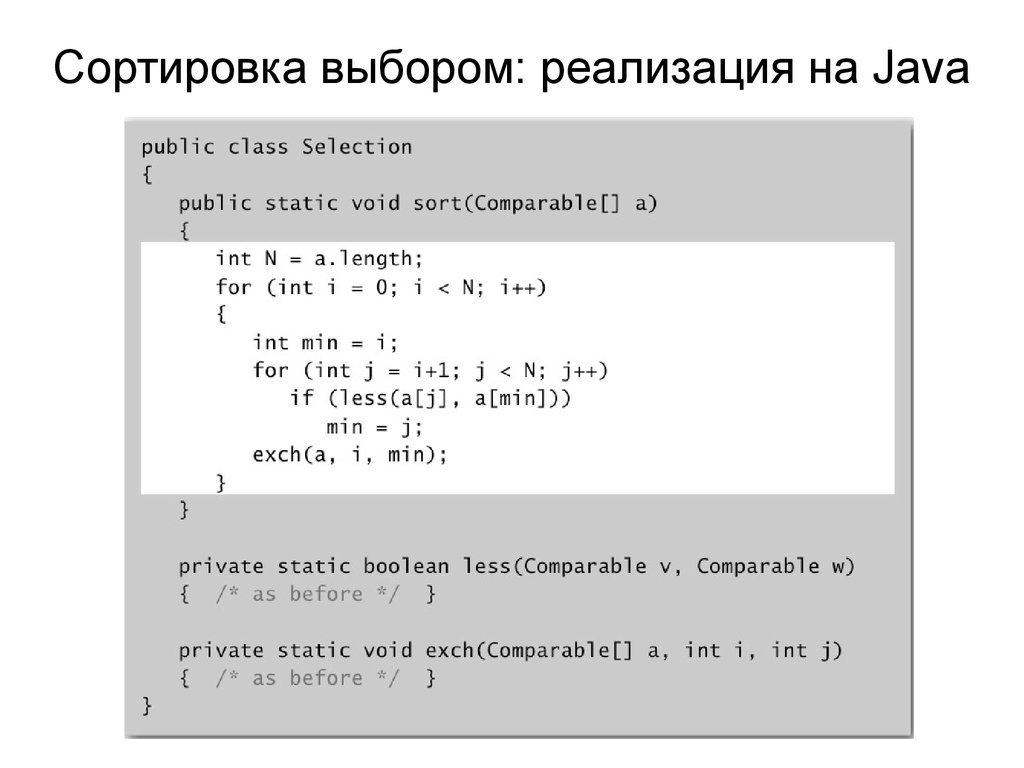 Сортировка выбором: реализация на Java
public class Selection
{
public static void sort(Comparable[] a)
{
int N = a.length;
for (int i = 0; i < N; i++)
{
int min = i;
for (int j = i+1; j < N; j++)
if (less(a[j], a[min]))
min = j;
exch(a, i, min);
}
}
private static boolean less(Comparable v, Comparable w)
{ /* as before */ }
private static void exch(Comparable[] a, int i, int j)
{ /* as before */ }
}